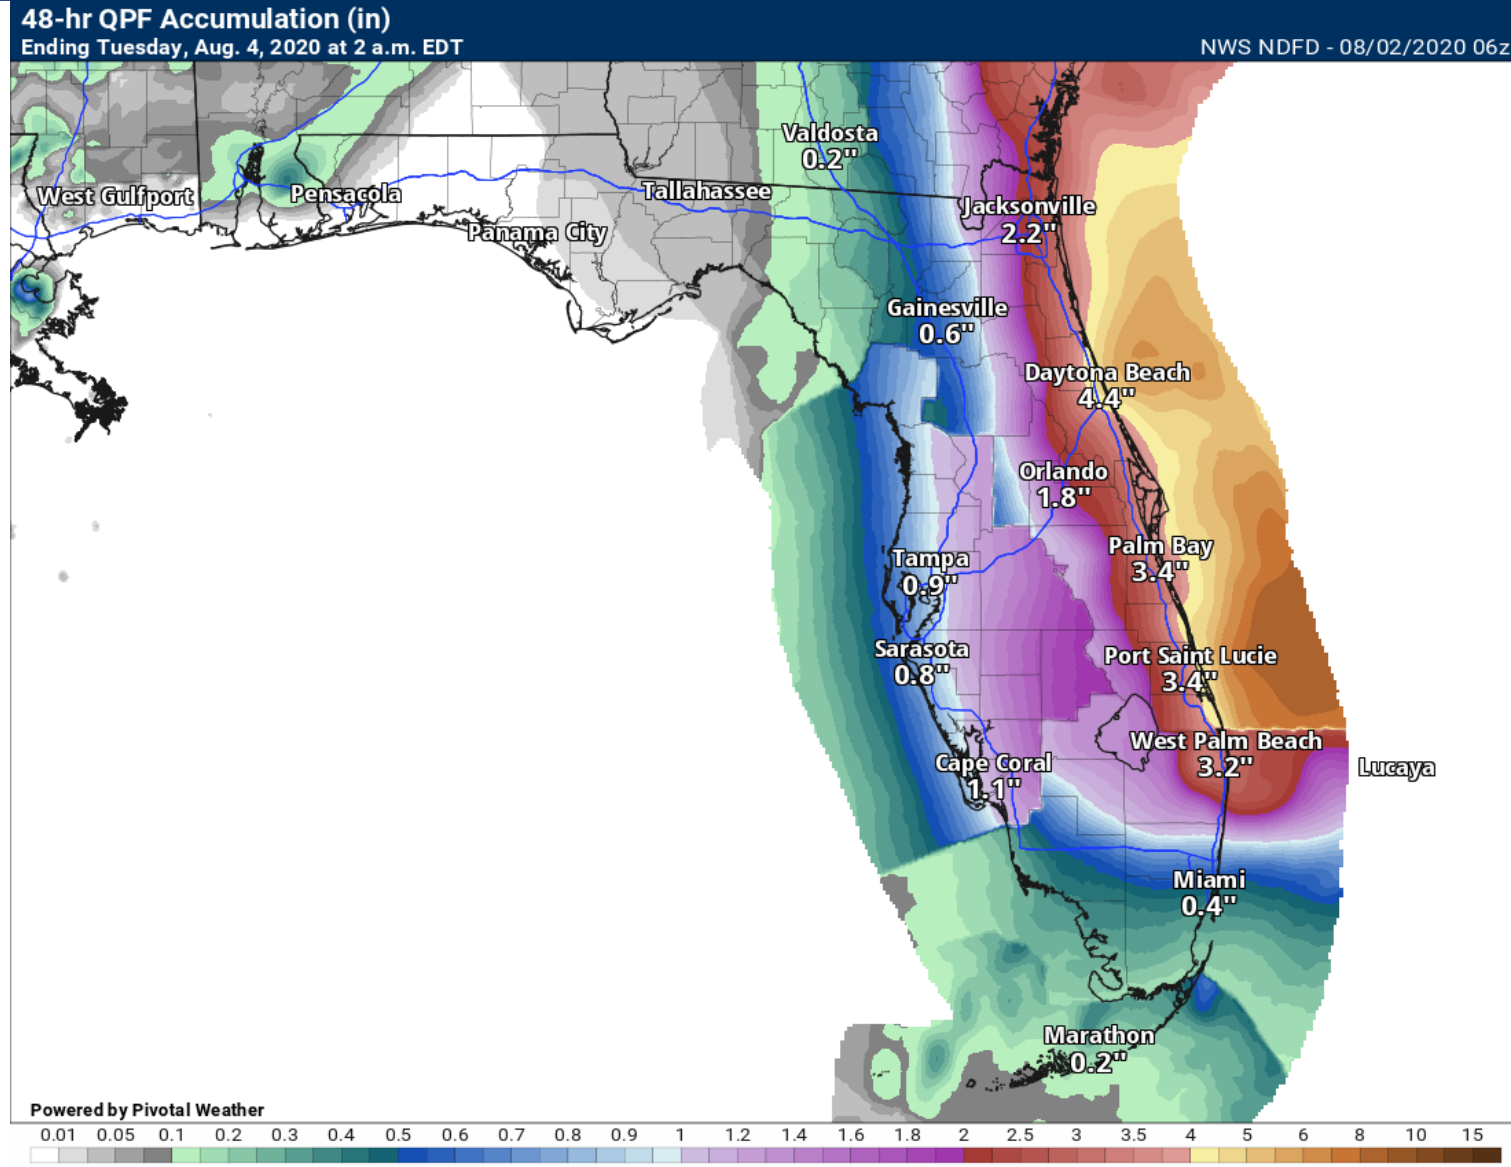 48-hr QPF Accumulation (in)
Ending Tuesday, Aug. 4, 2020 at 2 a.m. EDT
NWS NDFD - 08/02/2020 06z
Valdosta
0.2"
West Gulfport
Pensacola
Tallahassee
Panama City
Jacksonville
2.2"
Gainesville
0.6"
Daytona Beach
4.4"
Orlando
1.8"
Tampa
0.9"
Palm Bay
3.4"
Sarasota
0.8"
Port Saint Lucie
3.4"
West Palm Beach
3.2"
Lucaya
Cape Coral
1.1"
Miami
0.4"
Marathon
0.2"
Powered by Pivotal Weather
0.01 0.05 0.1 0.2 0.3 0.4 0.5 0.6 0.7 0.8 0.9 1 1.2 1.4 1.6 1.8 2 2.5 3 3.5 4 5 6 8 10 15